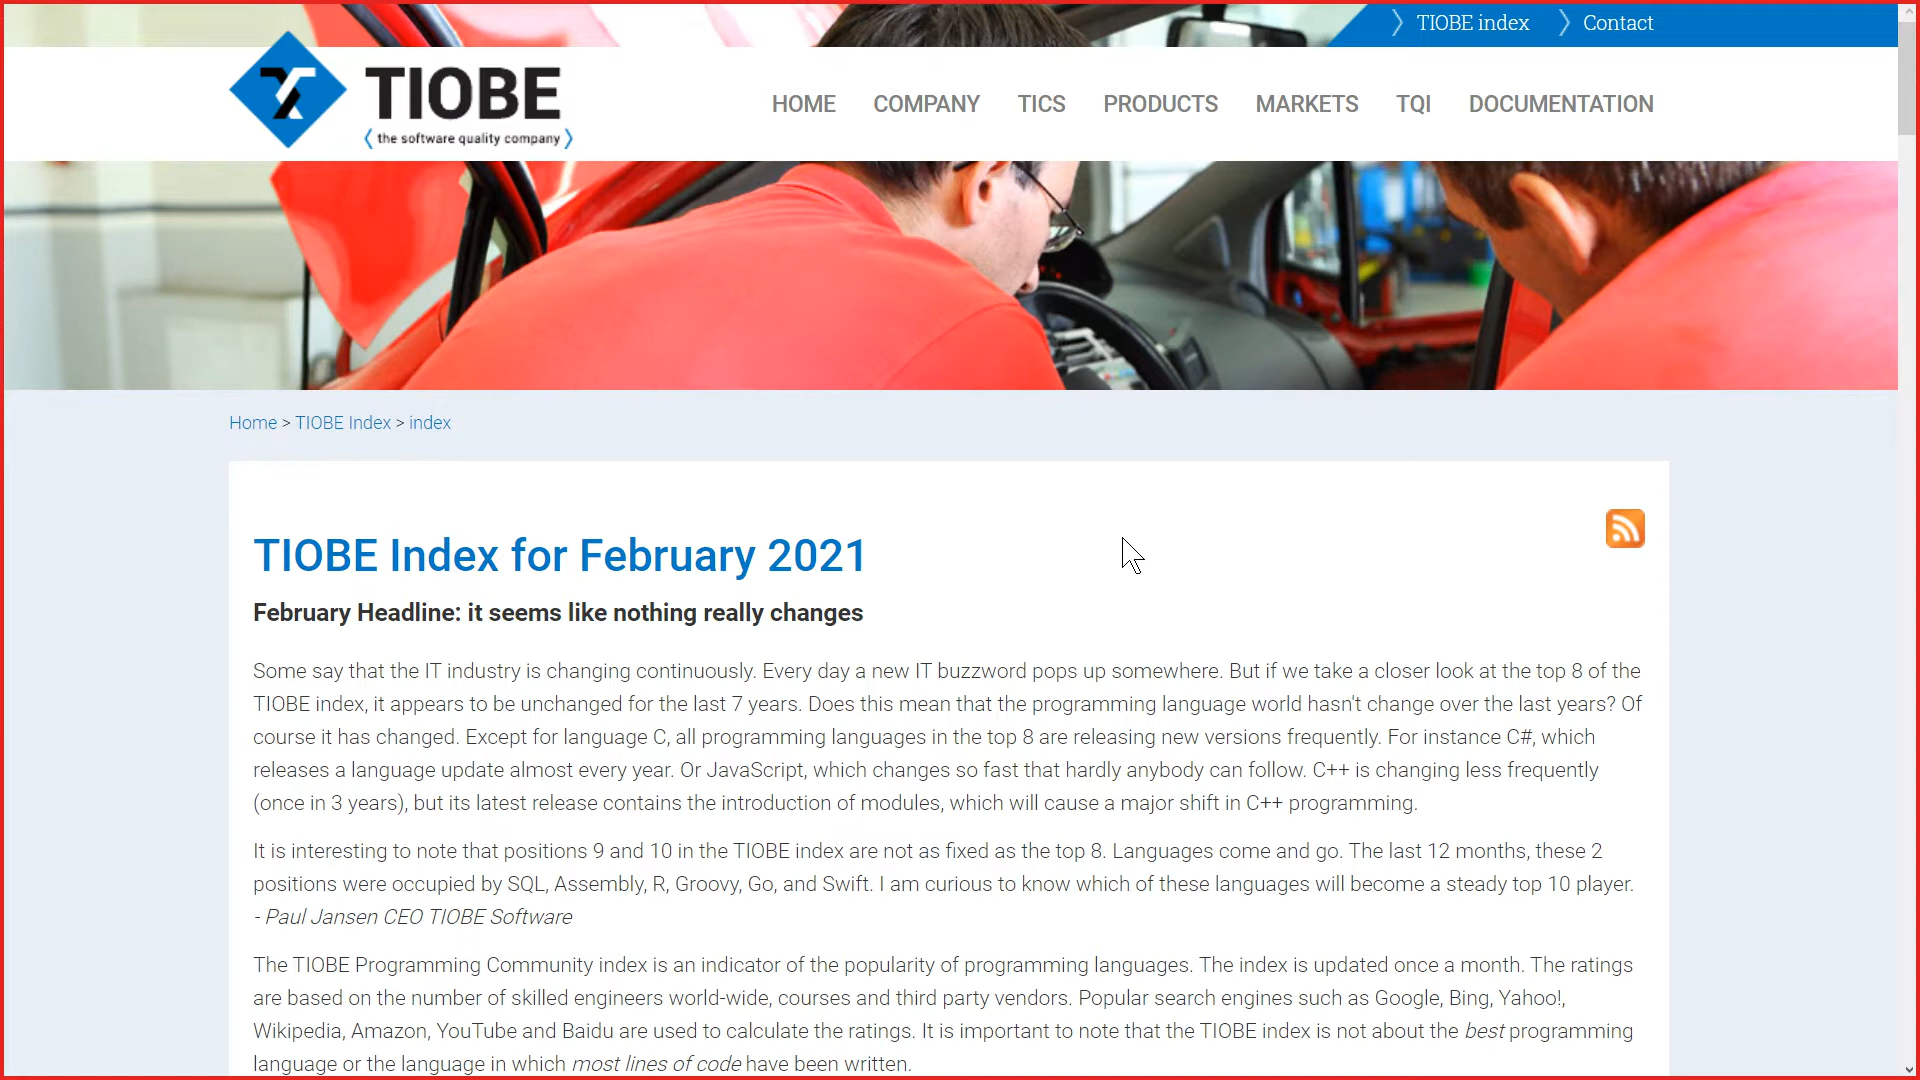 TIOBE index
Contact
TIOBE
the software quality company
HOME
COMPANY
TICS
PRODUCTS
MARKETS
TQI
DOCUMENTATION
Home > TIOBE Index > index
TIOBE Index for February 2021
February Headline: it seems like nothing really changes
Some say that the IT industry is changing continuously. Every day a new IT buzzword pops up somewhere. But if we take a closer look at the top 8 of the
TIOBE index, it appears to be unchanged for the last 7 years. Does this mean that the programming language world hasn't change over the last years? Of
course it has changed. Except for language C, all programming languages in the top 8 are releasing new versions frequently. For instance C#, which
releases a language update almost every year. Or JavaScript, which changes so fast that hardly anybody can follow. C++ is changing less frequently
(once in 3 years), but its latest release contains the introduction of modules, which will cause a major shift in C++ programming.
It is interesting to note that positions 9 and 10 in the TIOBE index are not as fixed as the top 8. Languages come and go. The last 12 months, these 2
positions were occupied by SQL, Assembly, R, Groovy, Go, and Swift. I am curious to know which of these languages will become a steady top 10 player.
- Paul Jansen CEO TIOBE Software
The TIOBE Programming Community index is an indicator of the popularity of programming languages. The index is updated once a month. The ratings
are based on the number of skilled engineers world-wide, courses and third party vendors. Popular search engines such as Google, Bing, Yahoo!,
Wikipedia, Amazon, YouTube and Baidu are used to calculate the ratings. It is important to note that the TIOBE index is not about the best programming
language or the language in which most lines of code have been written.